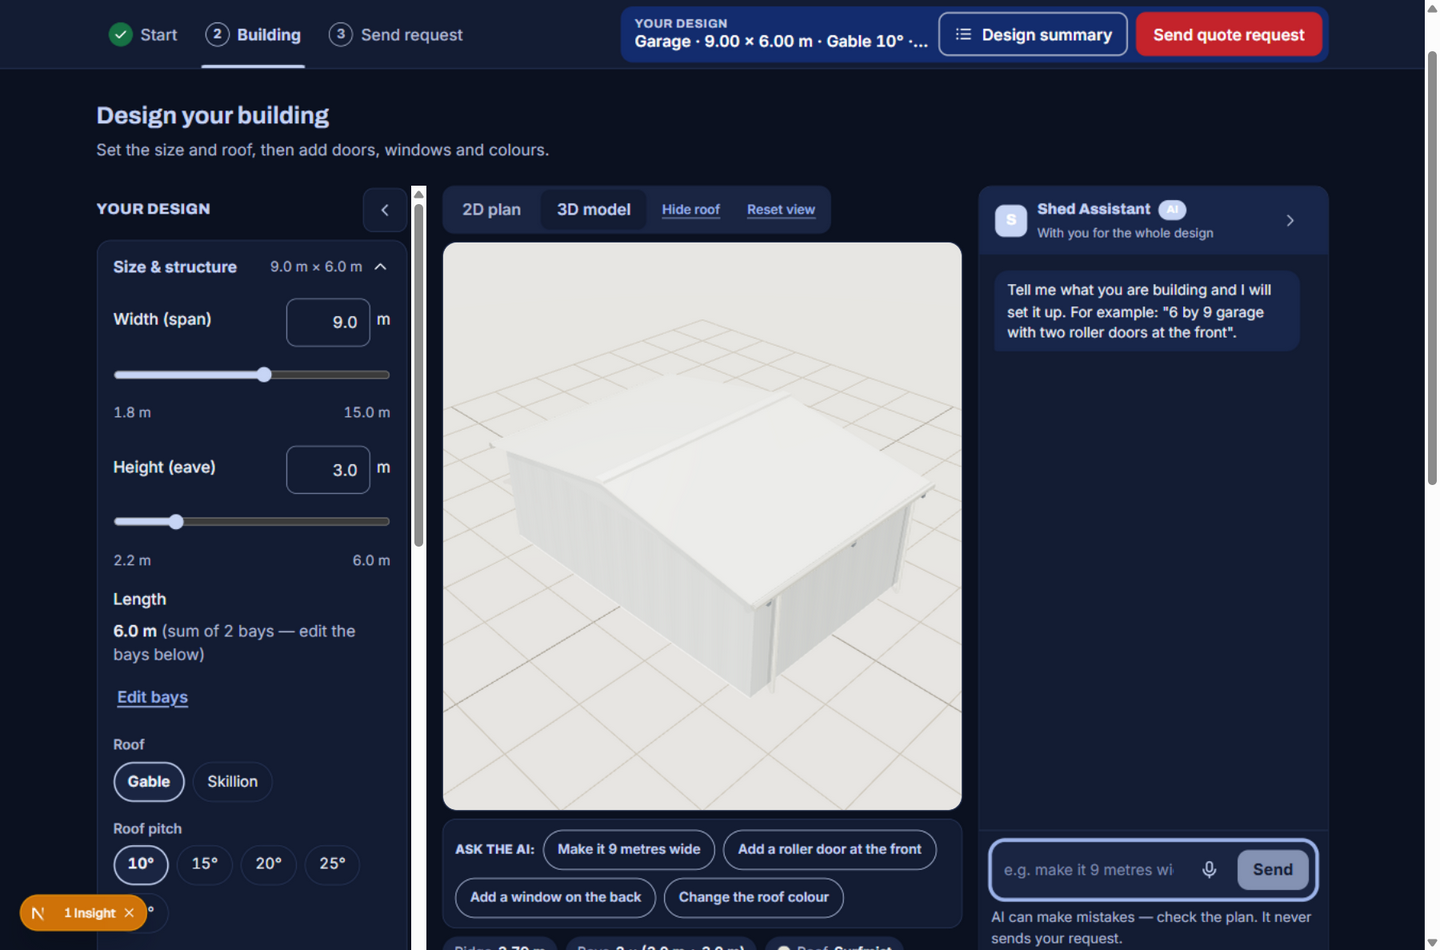 Start
2 Building
3 Send request
YOUR DESIGN
Garage · 9.00 × 6.00 m · Gable 10° ·...
Design summary
Send quote request
Design your building
Set the size and roof, then add doors, windows and colours.
YOUR DESIGN
Size & structure 9.0 m × 6.0 m
Width (span) 9.0 m
1.8 m 15.0 m
Height (eave) 3.0 m
2.2 m 6.0 m
Length
6.0 m (sum of 2 bays — edit the
bays below)
Edit bays
Roof
Gable Skillion
Roof pitch
10° 15° 20° 25°
N 1 Insight
2D plan 3D model Hide roof Reset view
ASK THE AI: Make it 9 metres wide Add a roller door at the front
Add a window on the back Change the roof colour
S Shed Assistant AI
With you for the whole design
Tell me what you are building and I will
set it up. For example: "6 by 9 garage
with two roller doors at the front".
e.g. make it 9 metres wi
Send
AI can make mistakes — check the plan. It never
sends your request.